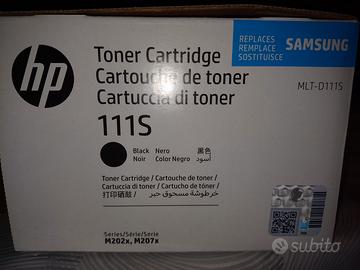 hp
Toner Cartridge
Cartouche de toner
Cartuccia di toner
111S
REPLACES
REMPLACE
SOSTITUISCE
SAMSUNG
MLT-D111S
Black Nero 黑色
Noir Color Negro أسود
Toner Cartridge / Cartouche de toner /
Cartuccia di toner / Cartucho de tóner /
打印硒鼓 / خرطوشة مسحوق حبر
Series/Série/Serie
M202x, M207x
subito